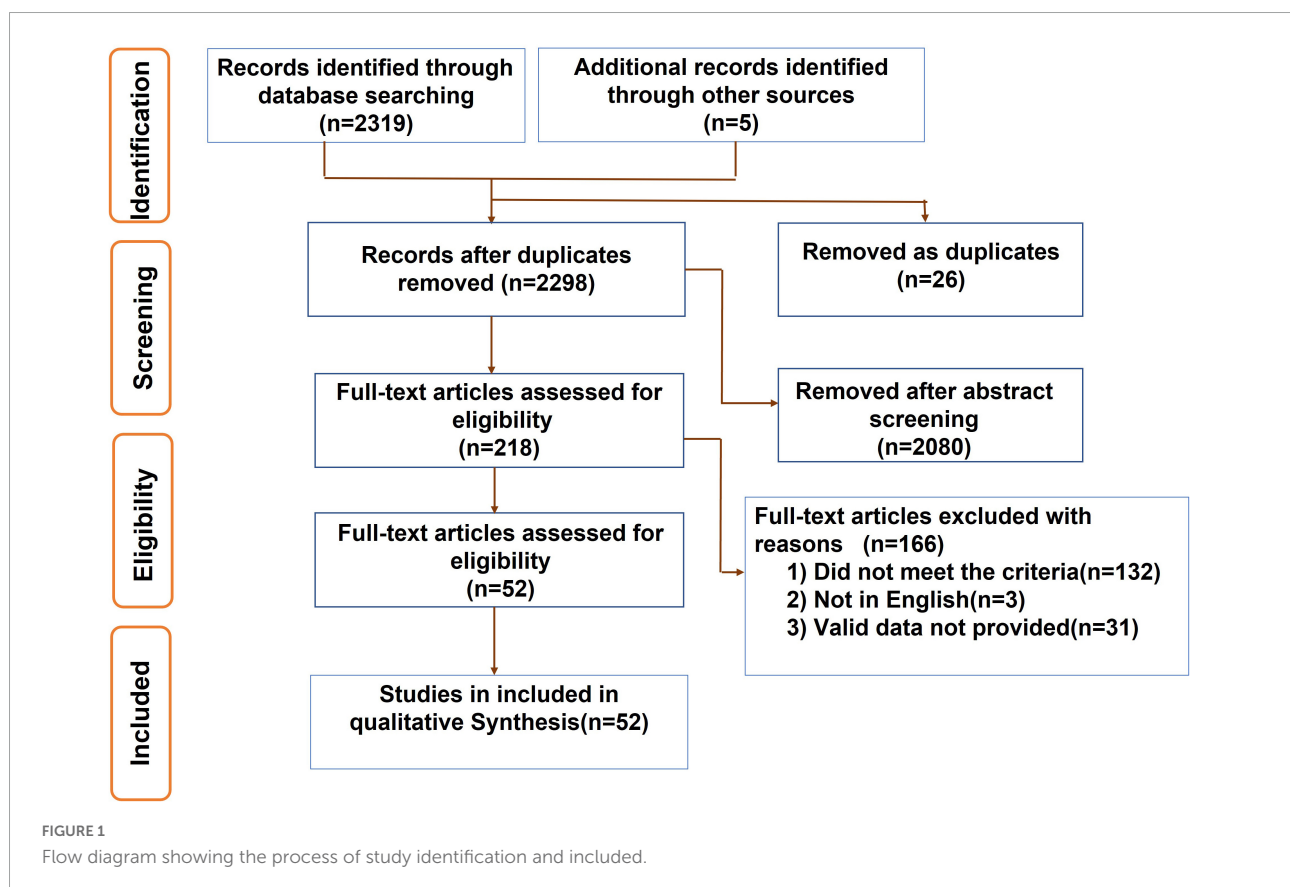 Identification
Records identified through
database searching
(n=2319)
Additional records identified
through other sources
(n=5)
Screening
Records after duplicates
removed (n=2298)
Removed as duplicates
(n=26)
Full-text articles assessed for
eligibility
(n=218)
Removed after abstract
screening
(n=2080)
Eligibility
Full-text articles assessed for
eligibility
(n=52)
Full-text articles excluded with
reasons (n=166)
1) Did not meet the criteria(n=132)
2) Not in English(n=3)
3) Valid data not provided(n=31)
Included
Studies in included in
qualitative Synthesis(n=52)
FIGURE 1
Flow diagram showing the process of study identification and included.